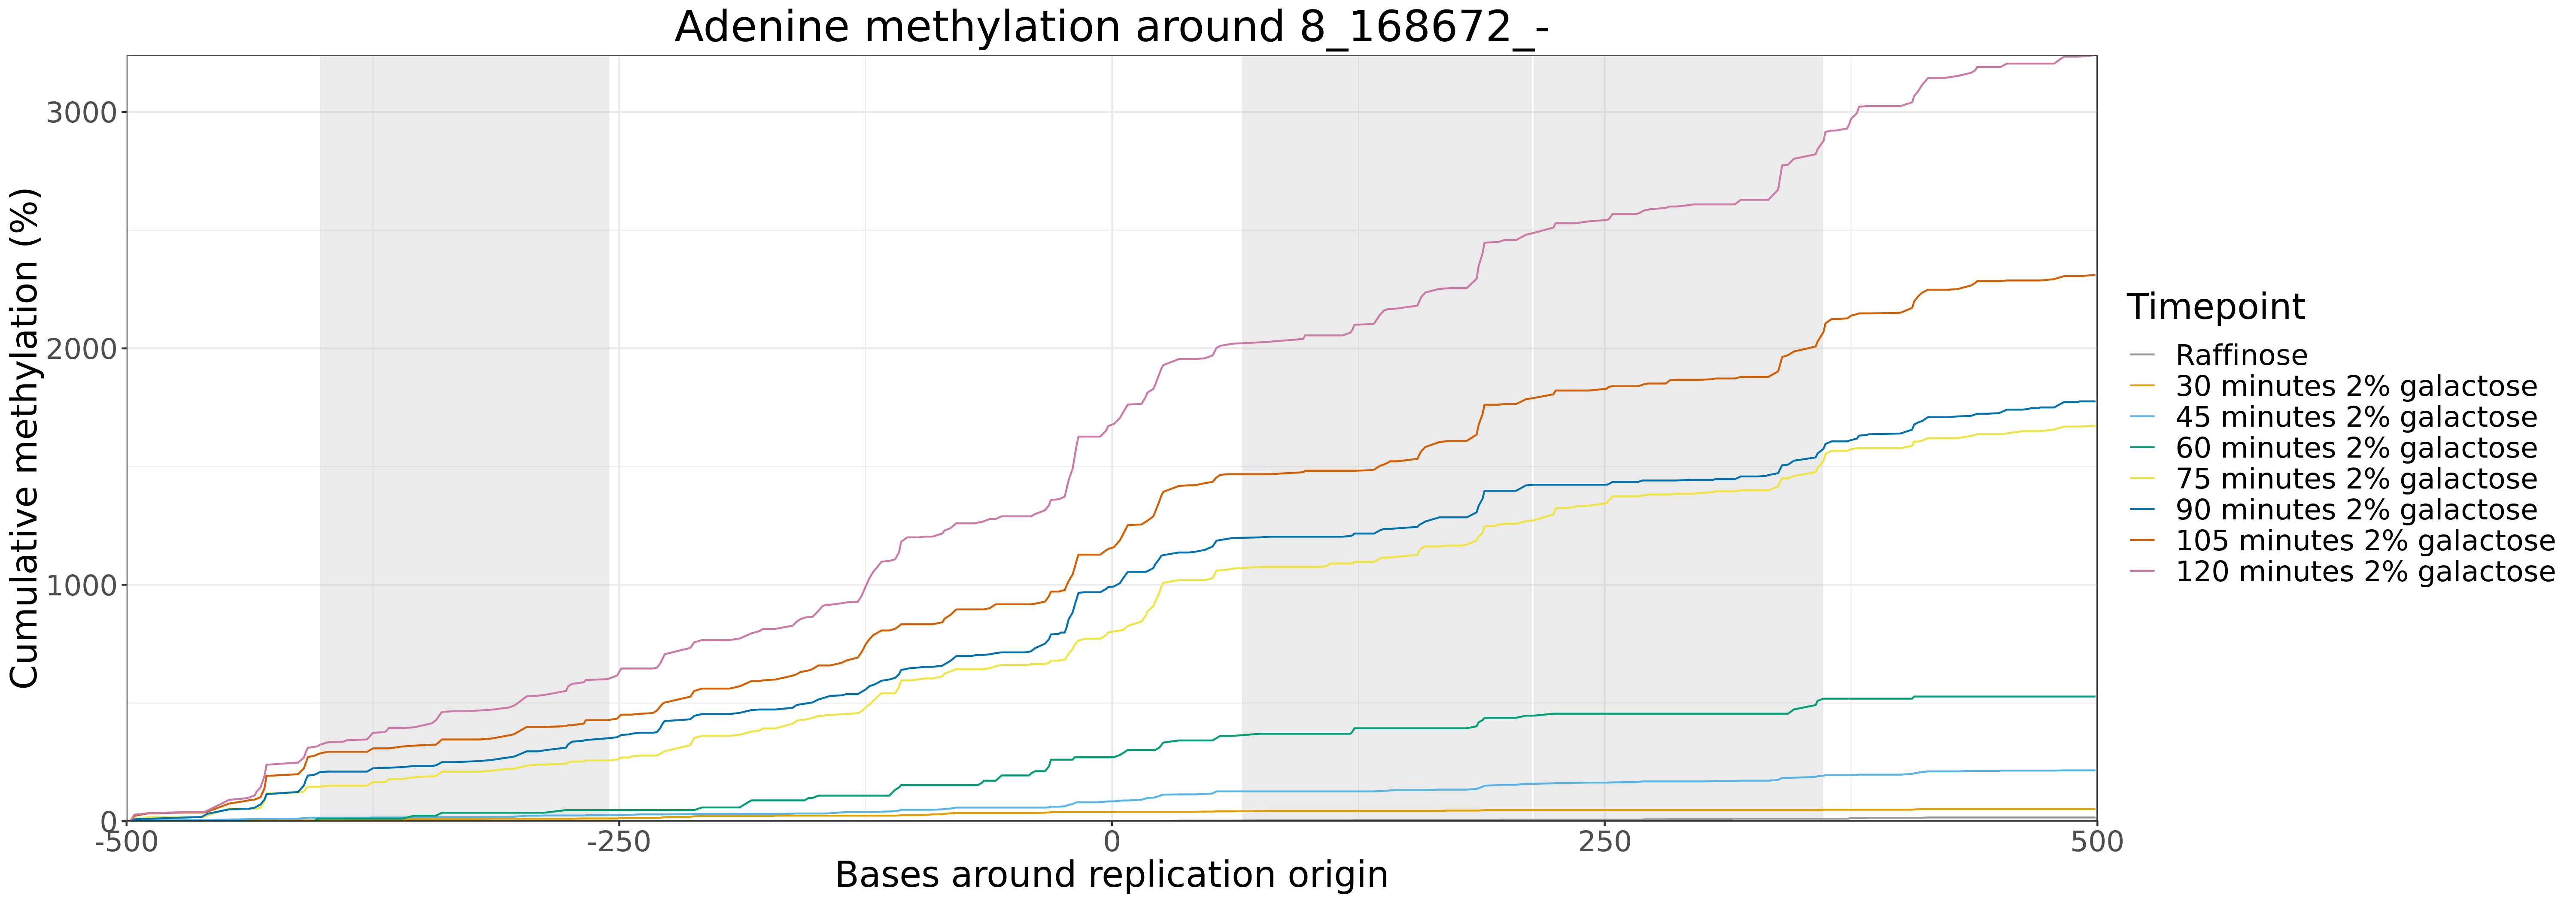 Adenine methylation around 8_168672_-
Cumulative methylation (%)
3000
2000
1000
0
-500
-250
0
250
500
Bases around replication origin
Timepoint
Raffinose
30 minutes 2% galactose
45 minutes 2% galactose
60 minutes 2% galactose
75 minutes 2% galactose
90 minutes 2% galactose
105 minutes 2% galactose
120 minutes 2% galactose